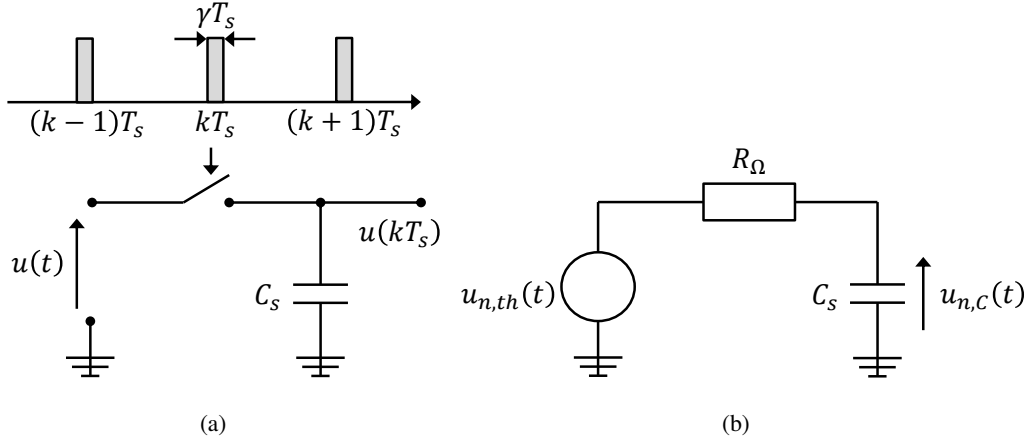 γT_s
(k − 1)T_s kT_s (k + 1)T_s
u(t)
u(kT_s)
C_s
(a)
R_Ω
u_{n,th}(t)
C_s
u_{n,C}(t)
(b)